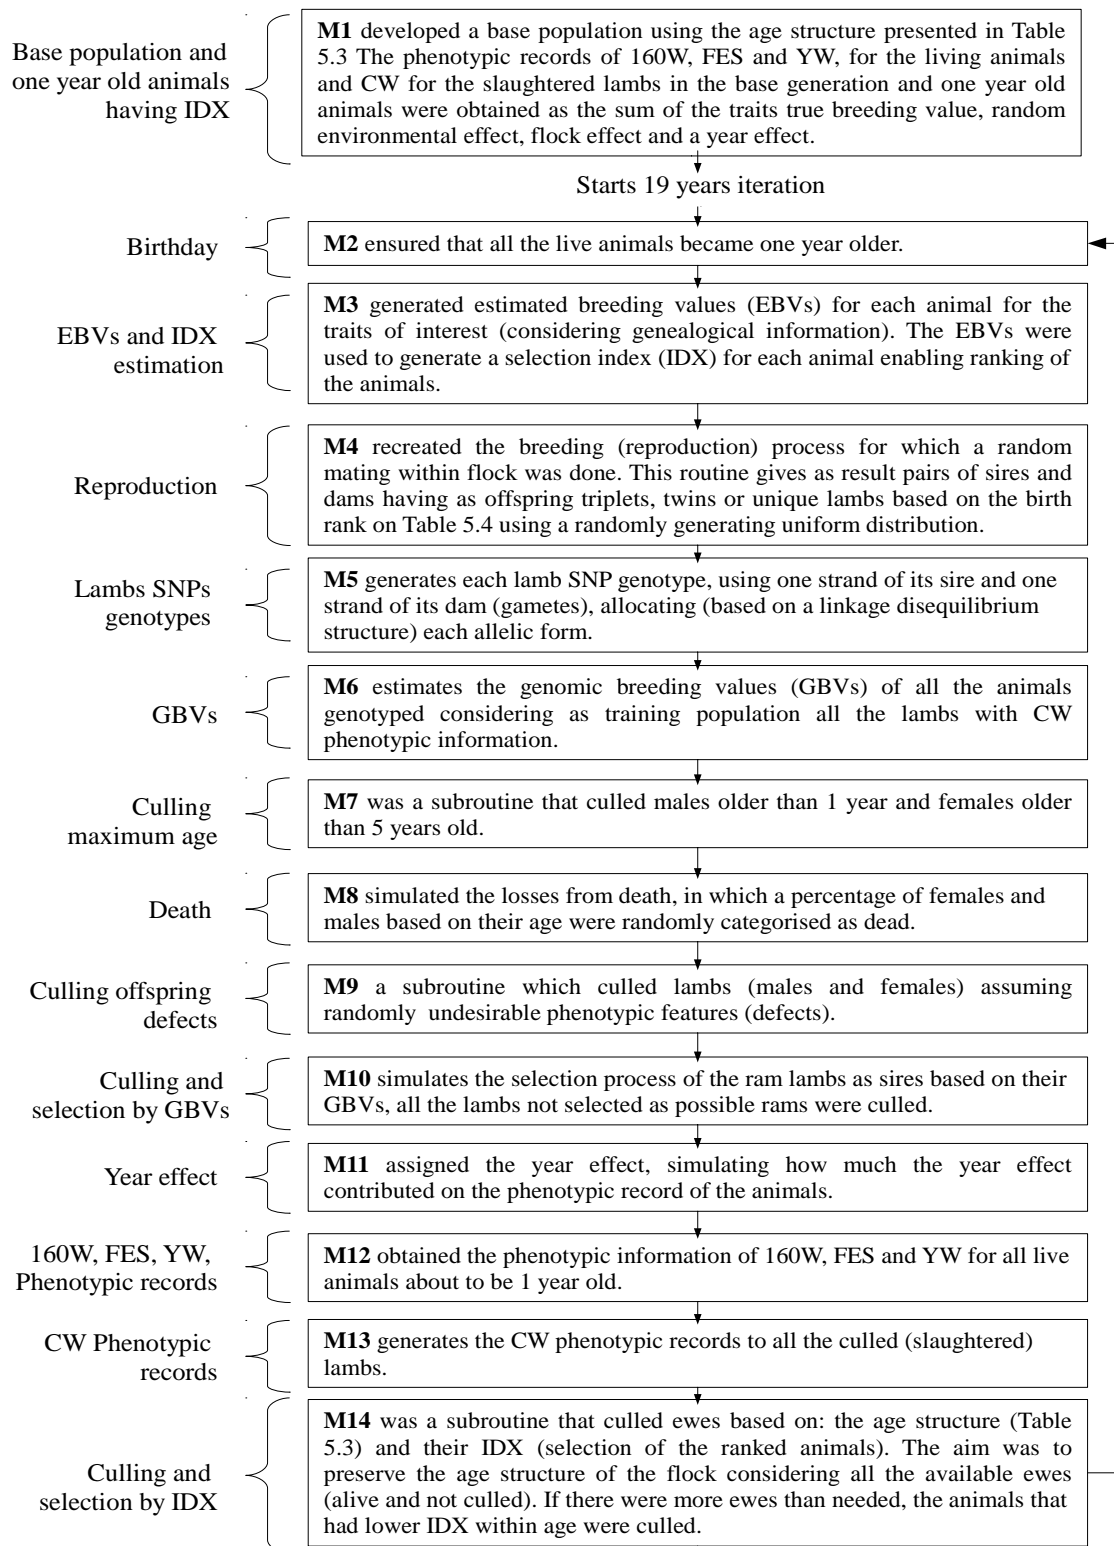 Base population and
one year old animals
having IDX
M1 developed a base population using the age structure presented in Table
5.3 The phenotypic records of 160W, FES and YW, for the living animals
and CW for the slaughtered lambs in the base generation and one year old
animals were obtained as the sum of the traits true breeding value, random
environmental effect, flock effect and a year effect.
Starts 19 years iteration
Birthday
M2 ensured that all the live animals became one year older.
EBVs and IDX
estimation
M3 generated estimated breeding values (EBVs) for each animal for the
traits of interest (considering genealogical information). The EBVs were
used to generate a selection index (IDX) for each animal enabling ranking of
the animals.
Reproduction
M4 recreated the breeding (reproduction) process for which a random
mating within flock was done. This routine gives as result pairs of sires and
dams having as offspring triplets, twins or unique lambs based on the birth
rank on Table 5.4 using a randomly generating uniform distribution.
Lambs SNPs
genotypes
M5 generates each lamb SNP genotype, using one strand of its sire and one
strand of its dam (gametes), allocating (based on a linkage disequilibrium
structure) each allelic form.
GBVs
M6 estimates the genomic breeding values (GBVs) of all the animals
genotyped considering as training population all the lambs with CW
phenotypic information.
Culling
maximum age
M7 was a subroutine that culled males older than 1 year and females older
than 5 years old.
Death
M8 simulated the losses from death, in which a percentage of females and
males based on their age were randomly categorised as dead.
Culling offspring
defects
M9 a subroutine which culled lambs (males and females) assuming
randomly undesirable phenotypic features (defects).
Culling and
selection by GBVs
M10 simulates the selection process of the ram lambs as sires based on their
GBVs, all the lambs not selected as possible rams were culled.
Year effect
M11 assigned the year effect, simulating how much the year effect
contributed on the phenotypic record of the animals.
160W, FES, YW,
Phenotypic records
M12 obtained the phenotypic information of 160W, FES and YW for all live
animals about to be 1 year old.
CW Phenotypic
records
M13 generates the CW phenotypic records to all the culled (slaughtered)
lambs.
Culling and
selection by IDX
M14 was a subroutine that culled ewes based on: the age structure (Table
5.3) and their IDX (selection of the ranked animals). The aim was to
preserve the age structure of the flock considering all the available ewes
(alive and not culled). If there were more ewes than needed, the animals that
had lower IDX within age were culled.